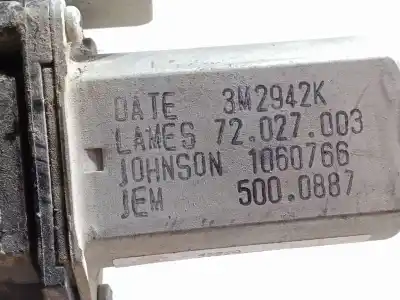 DATE 3M2942K
LAMES 72.027.003
JOHNSON 1060766
JEM 500.0887